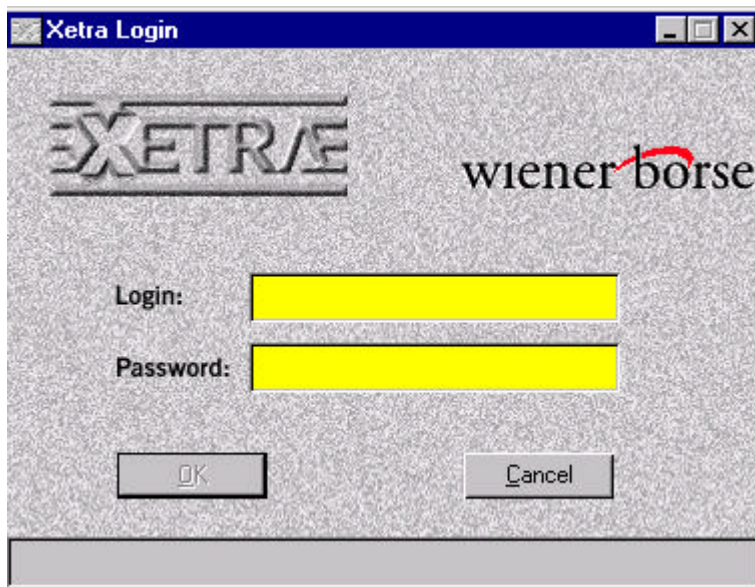 Xetra Login
XETRA
wiener börse
Login:
Password:
OK
Cancel